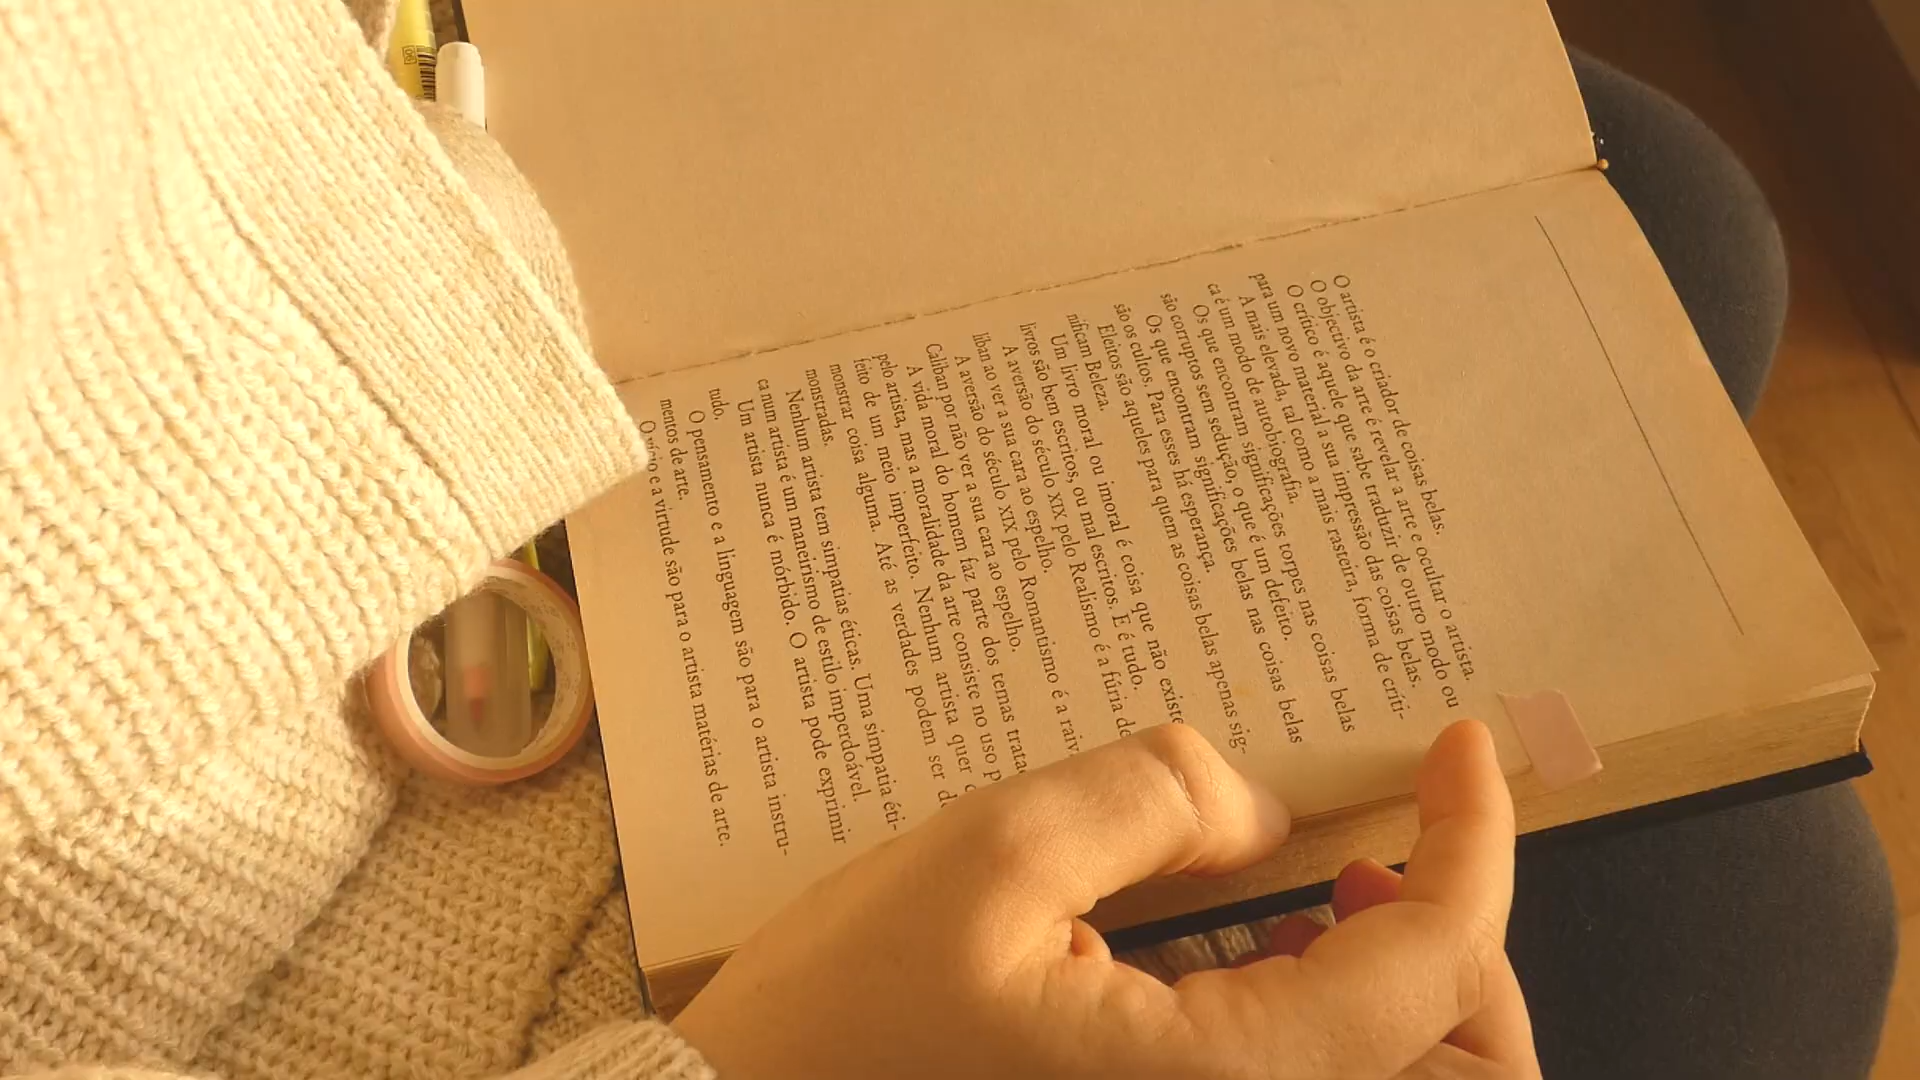 O artista é o criador de coisas belas.
O objectivo da arte é revelar a arte e ocultar o artista.
O crítico é aquele que sabe traduzir de outro modo ou
para um novo material a sua impressão das coisas belas.
A mais elevada, tal como a mais rasteira, forma de críti-
ca é um modo de autobiografia.
Os que encontram significações torpes nas coisas belas
são corruptos sem sedução, o que é um defeito.
Os que encontram significações belas nas coisas belas
são os cultos. Para esses há esperança.
Eleitos são aqueles para quem as coisas belas apenas sig-
nificam Beleza.
Um livro moral ou imoral é coisa que não existe
livros são bem escritos, ou mal escritos. E é tudo.
A aversão do século XIX pelo Realismo é a fúria de
liban ao ver a sua cara ao espelho.
A aversão do século XIX pelo Romantismo é a
Caliban por não ver a sua cara ao espelho.
A vida moral do homem faz parte dos temas
pelo artista, mas a moralidade da arte consiste no uso
feito de um meio imperfeito. Nenhum artista quer
monstrar coisa alguma. Até as verdades podem ser
monstradas.
Nenhum artista tem simpatias éticas. Uma simpatia éti-
ca num artista é um maneirismo de estilo imperdoável.
Um artista nunca é mórbido. O artista pode exprimir
tudo.
O pensamento e a linguagem são para o artista instru-
mentos de arte.
O vício e a virtude são para o artista matérias de arte.